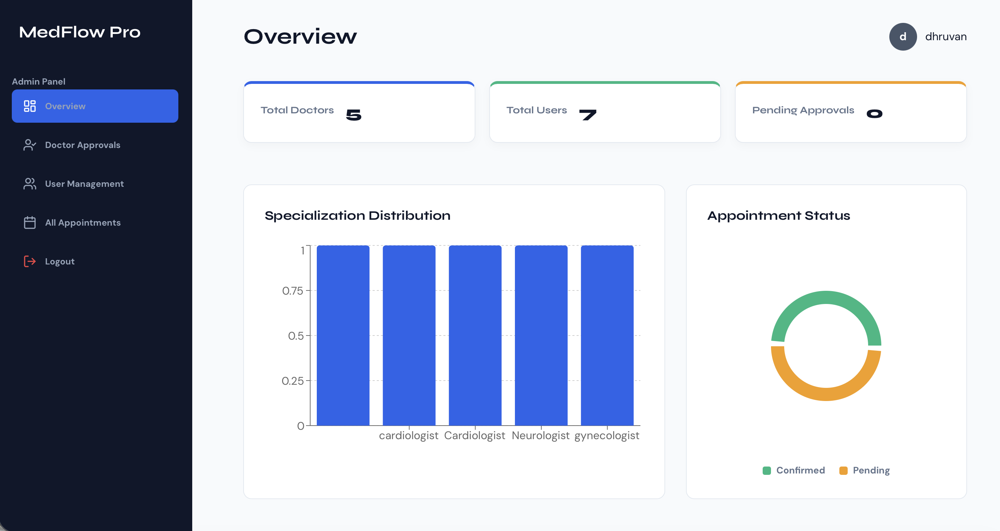 MedFlow Pro
Admin Panel
Overview
Doctor Approvals
User Management
All Appointments
Logout
Overview
d dhruvan
Total Doctors 5
Total Users 7
Pending Approvals 0
Specialization Distribution
1
0.75
0.5
0.25
0
cardiologist Cardiologist Neurologist gynecologist
Appointment Status
Confirmed Pending